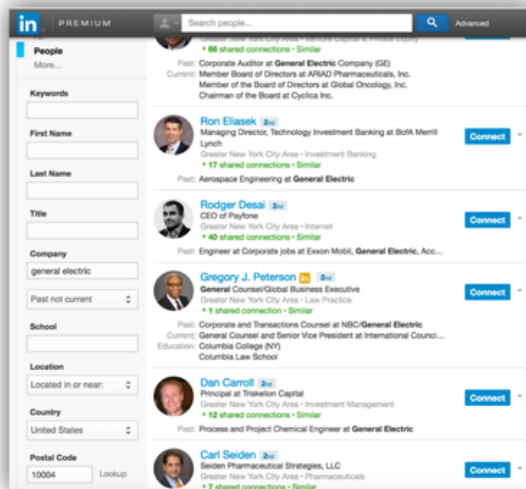 in PREMIUM Search people... Advanced
People
More...
Keywords
First Name
Last Name
Title
Company
general electric
Past not current
School
Location
Located in or near:
Country
United States
Postal Code
10004 Lookup
Greater New York City Area • Venture Capital & Private Equity
66 shared connections • Similar
Past: Corporate Auditor at General Electric Company (GE)
Current: Member Board of Directors at ARIAD Pharmaceuticals, Inc.
Member of the Board of Directors at Global Oncology, Inc.
Chairman of the Board at Cyclica Inc.
Ron Eliasek 2nd
Managing Director, Technology Investment Banking at BofA Merrill
Lynch
Greater New York City Area • Investment Banking
17 shared connections • Similar
Past: Aerospace Engineering at General Electric
Connect
Rodger Desai 2nd
CEO of Payfone
Greater New York City Area • Internet
40 shared connections • Similar
Past: Engineer at Corporate jobs at Exxon Mobil, General Electric, Acc...
Connect
Gregory J. Peterson in 2nd
General Counsel/Global Business Executive
Greater New York City Area • Law Practice
1 shared connection • Similar
Past: Corporate and Transactions Counsel at NBC/General Electric
Current: General Counsel and Senior Vice President at International Counci...
Education: Columbia College (NY)
Columbia Law School
Connect
Dan Carroll 2nd
Principal at Triskelion Capital
Greater New York City Area • Investment Management
12 shared connections • Similar
Past: Process and Project Chemical Engineer at General Electric
Connect
Carl Seiden 2nd
Seiden Pharmaceutical Strategies, LLC
Greater New York City Area • Pharmaceuticals
7 shared connections • Similar
Connect